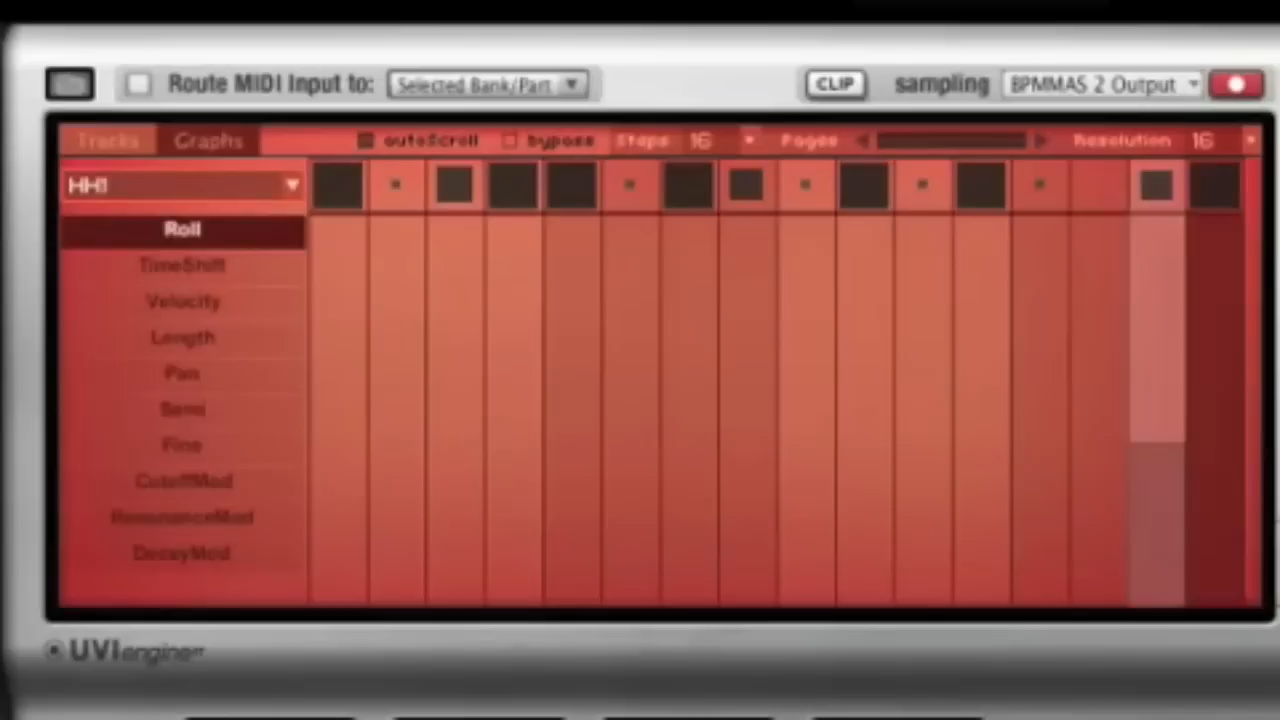 Route MIDI Input to: Selected Bank/Part CLIP sampling BPMMAS 2 Output
Tracks Graphs autoScroll bypass Steps 16 Pages Resolution 16
HH1
Roll
TimeShift
Velocity
Length
Pan
Semi
Fine
CutoffMod
ResonanceMod
DecayMod
UVIengine